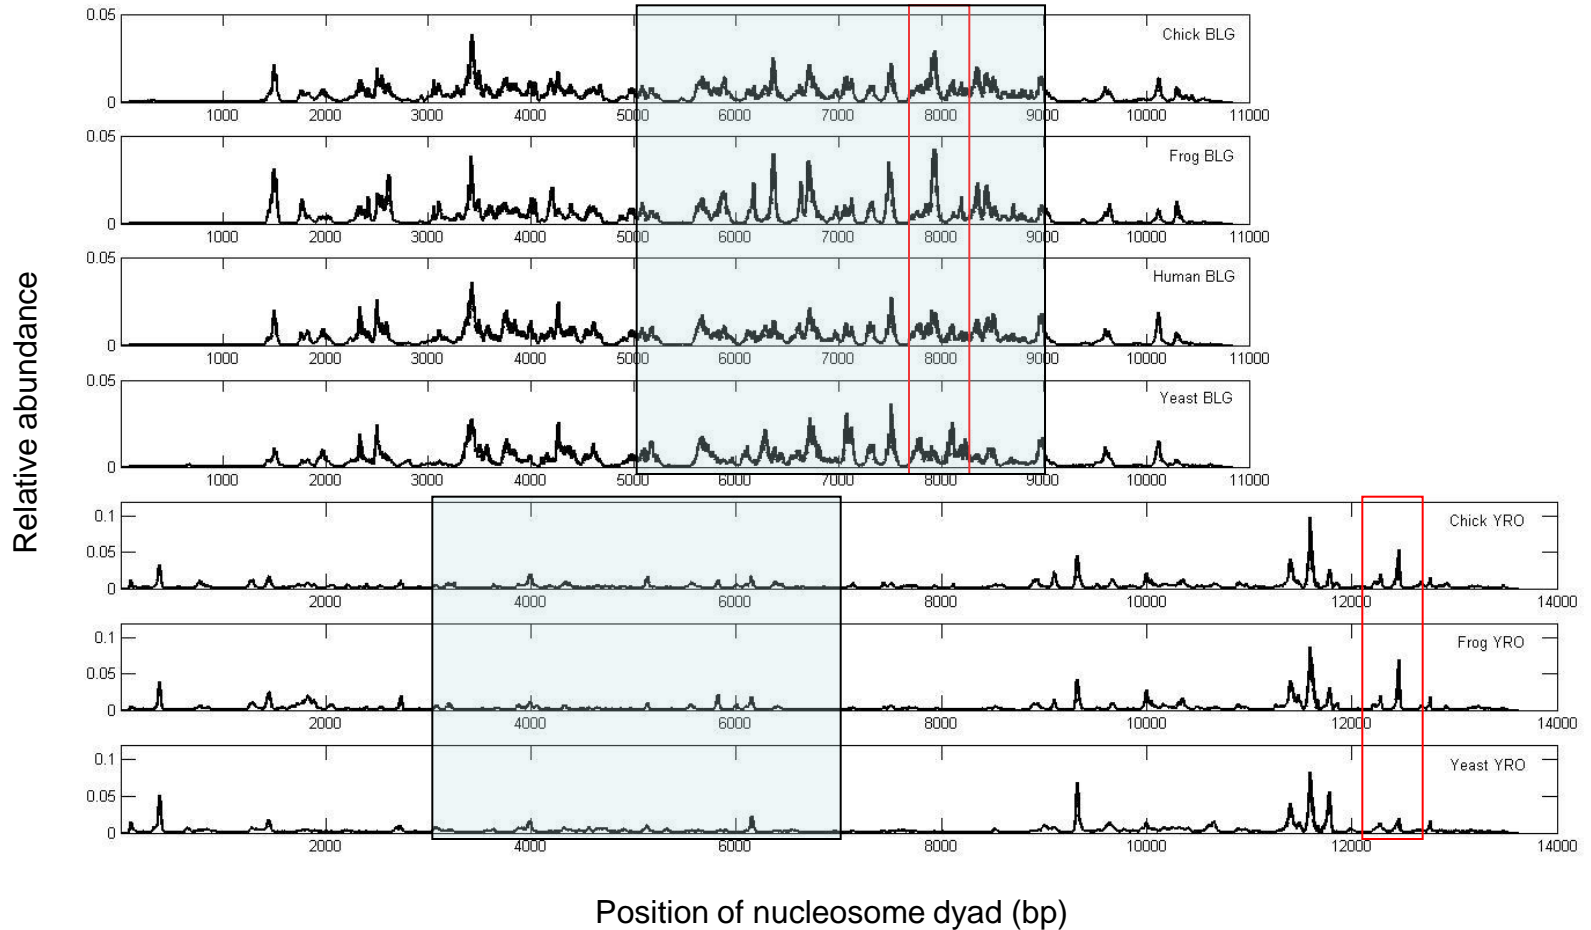 Relative abundance
0.05
Chick BLG
0
1000 2000 3000 4000 5000 6000 7000 8000 9000 10000 11000
0.05
Frog BLG
0
1000 2000 3000 4000 5000 6000 7000 8000 9000 10000 11000
0.05
Human BLG
0
1000 2000 3000 4000 5000 6000 7000 8000 9000 10000 11000
0.05
Yeast BLG
0
1000 2000 3000 4000 5000 6000 7000 8000 9000 10000 11000
0.1
Chick YRO
0.05
0
2000 4000 6000 8000 10000 12000 14000
0.1
Frog YRO
0.05
0
2000 4000 6000 8000 10000 12000 14000
0.1
Yeast YRO
0.05
0
2000 4000 6000 8000 10000 12000 14000
Position of nucleosome dyad (bp)